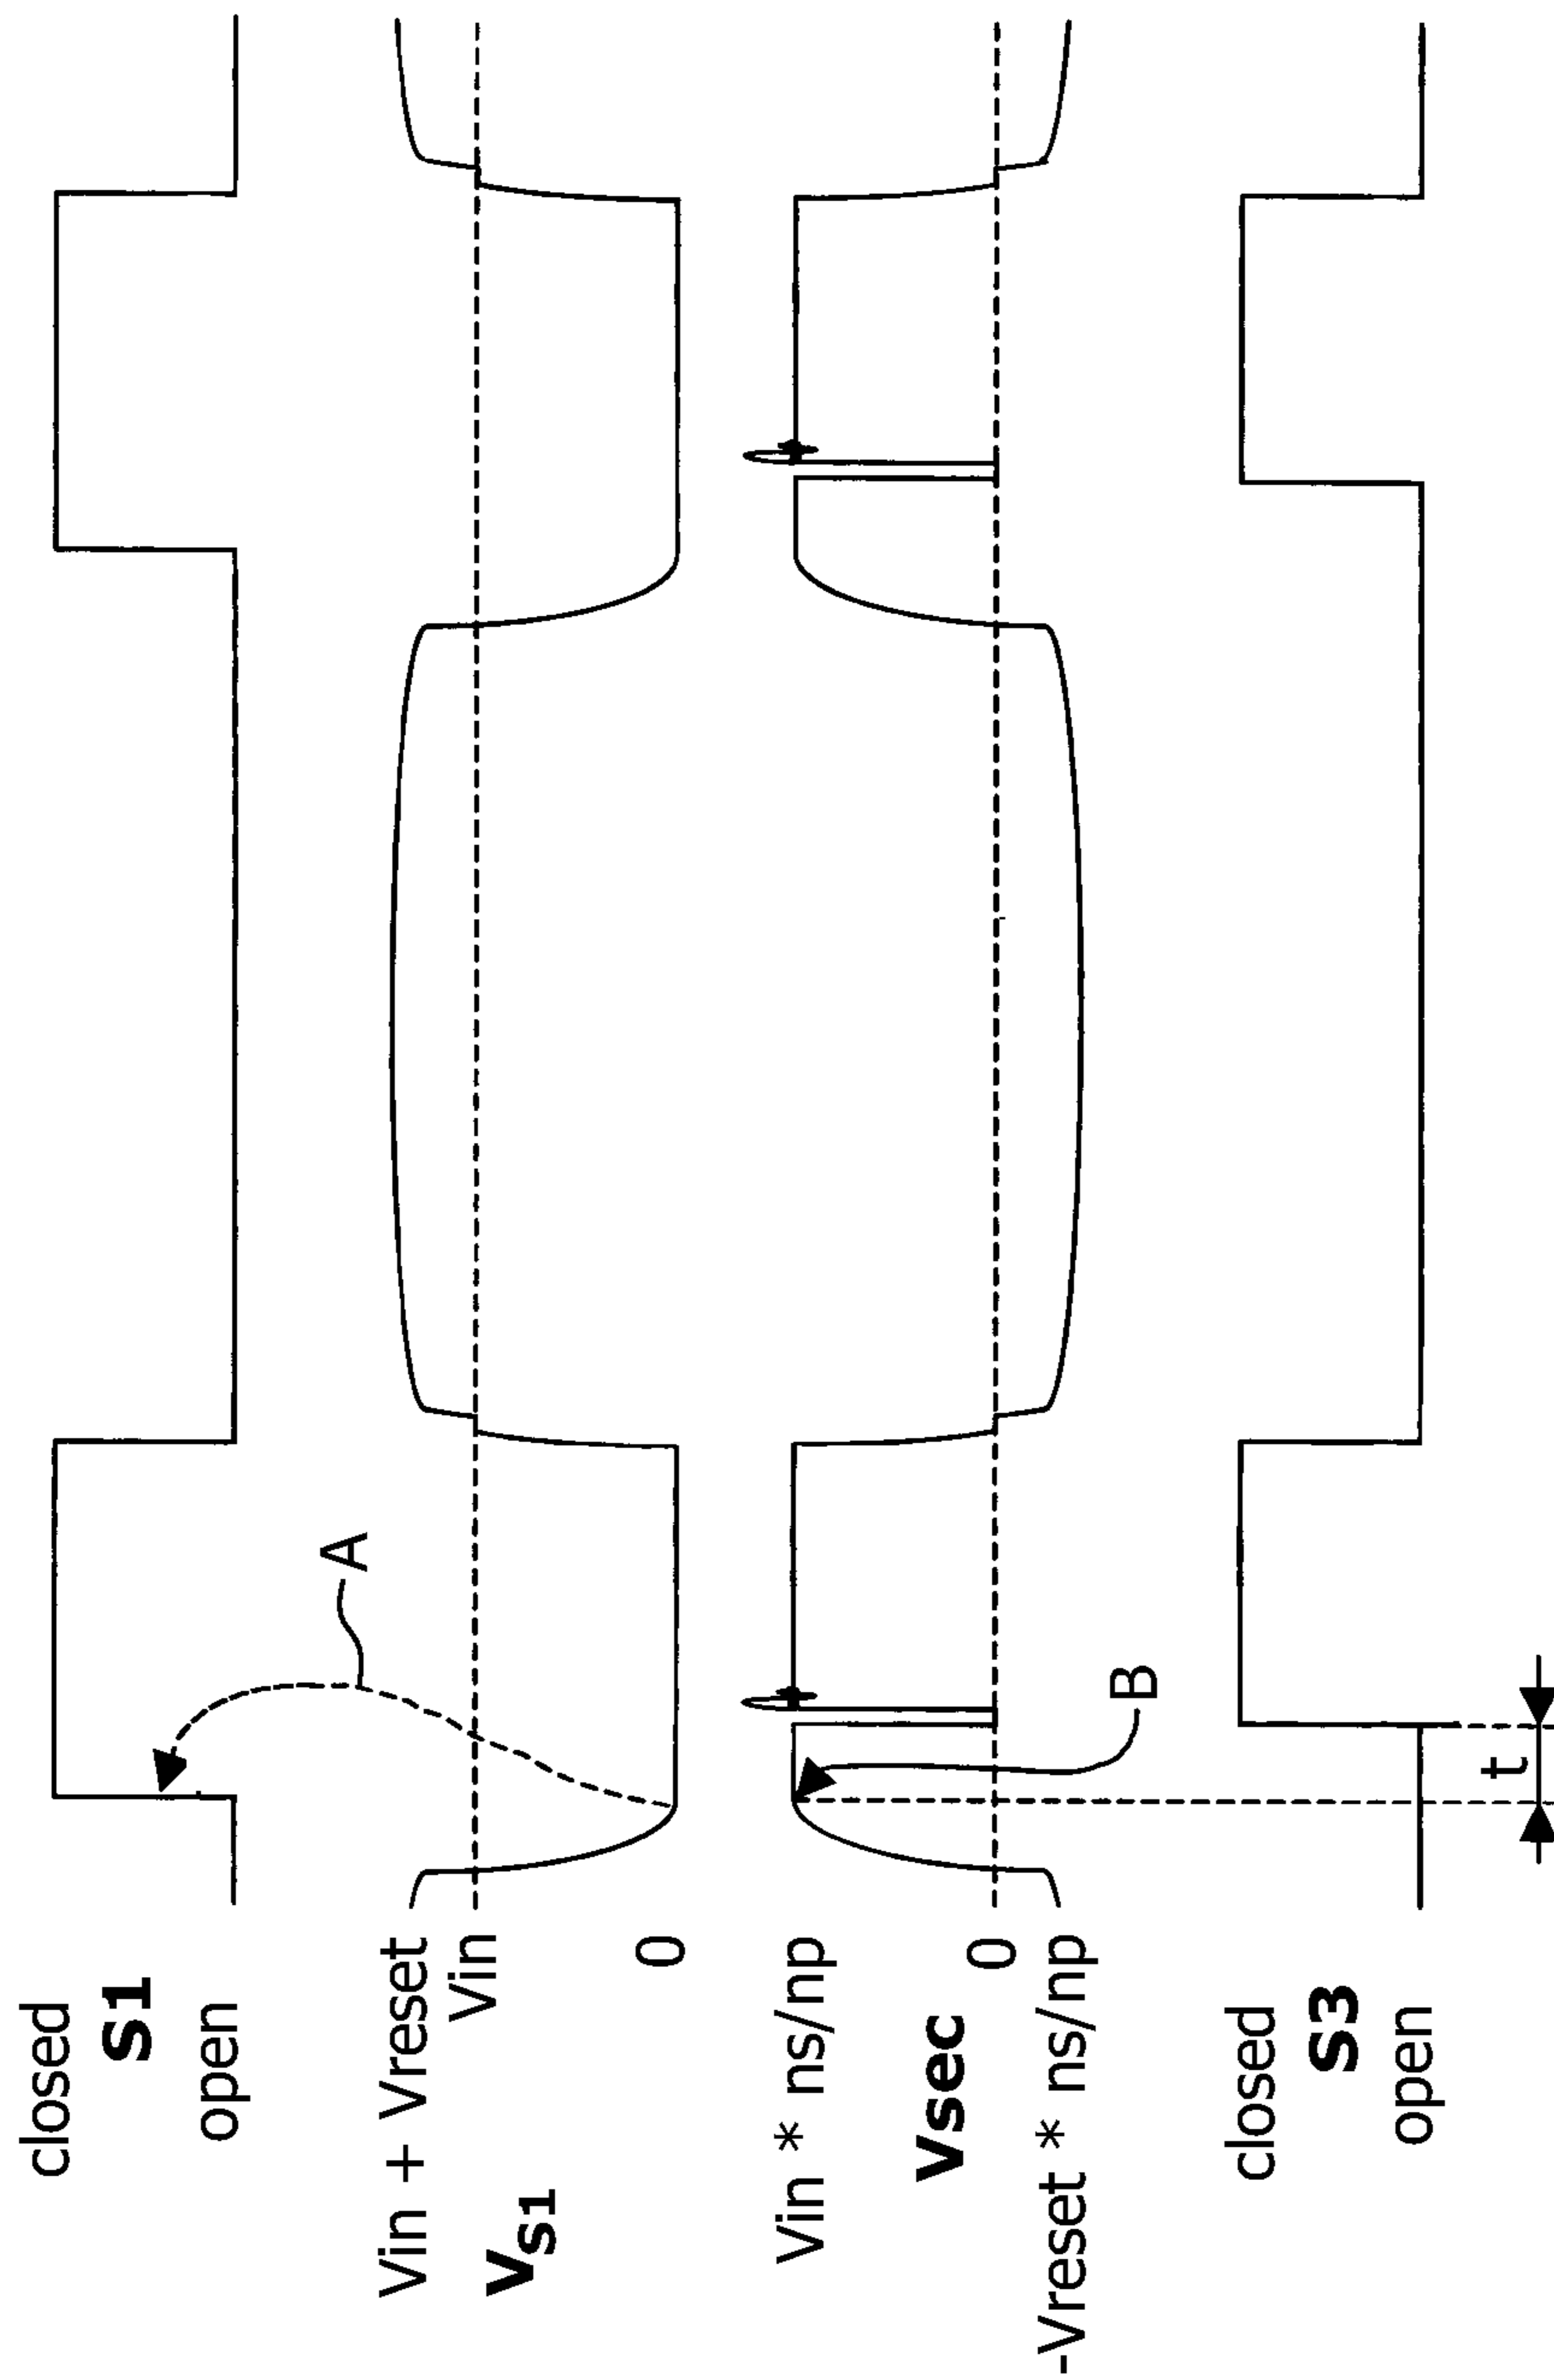 closed
S1
open
Vin + Vreset
Vin
Vs1
0
A
Vin * ns/np
Vsec
0
-Vreset * ns/np
B
closed
S3
open
t